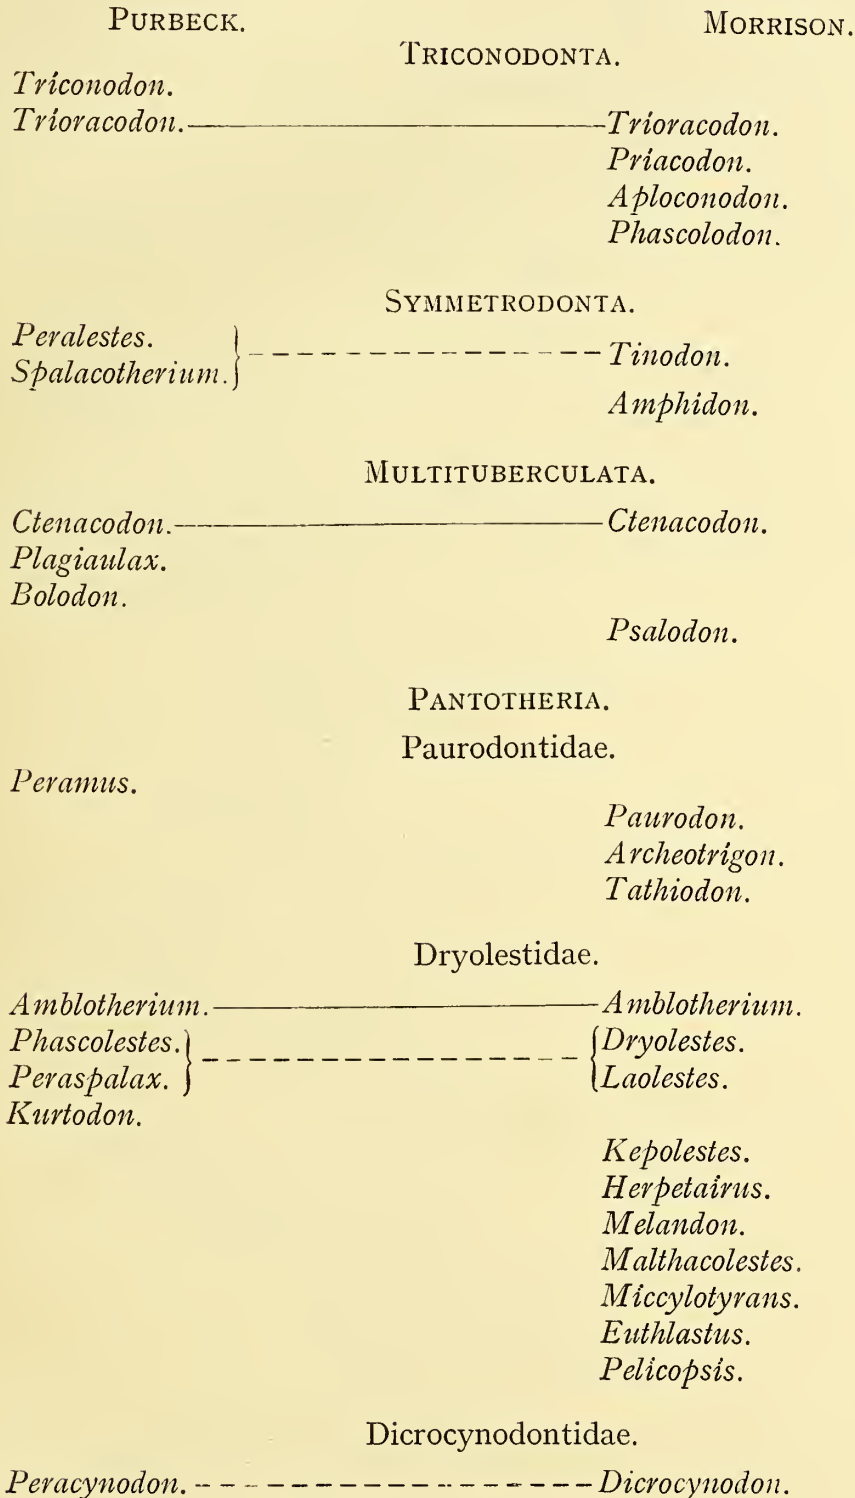 PURBECK. MORRISON.
TRICONODONTA.
Triconodon.
Trioracodon. Trioracodon.
Priacodon.
Aploconodon.
Phascolodon.
SYMMETRODONTA.
Peralestes.
Spalacotherium. Tinodon.
Amphidon.
MULTITUBERCULATA.
Ctenacodon. Ctenacodon.
Plagiaulax.
Bolodon.
Psalodon.
PANTOTHERIA.
Paurodontidae.
Peramus.
Paurodon.
Archeotrigon.
Tathiodon.
Dryolestidae.
Amblotherium. Amblotherium.
Phascolestes. Dryolestes.
Peraspalax. Laolestes.
Kurtodon.
Kepolestes.
Herpetairus.
Melandon.
Malthacolestes.
Miccylotyrans.
Euthlastus.
Pelicopsis.
Dicrocynodontidae.
Peracynodon. Dicrocynodon.